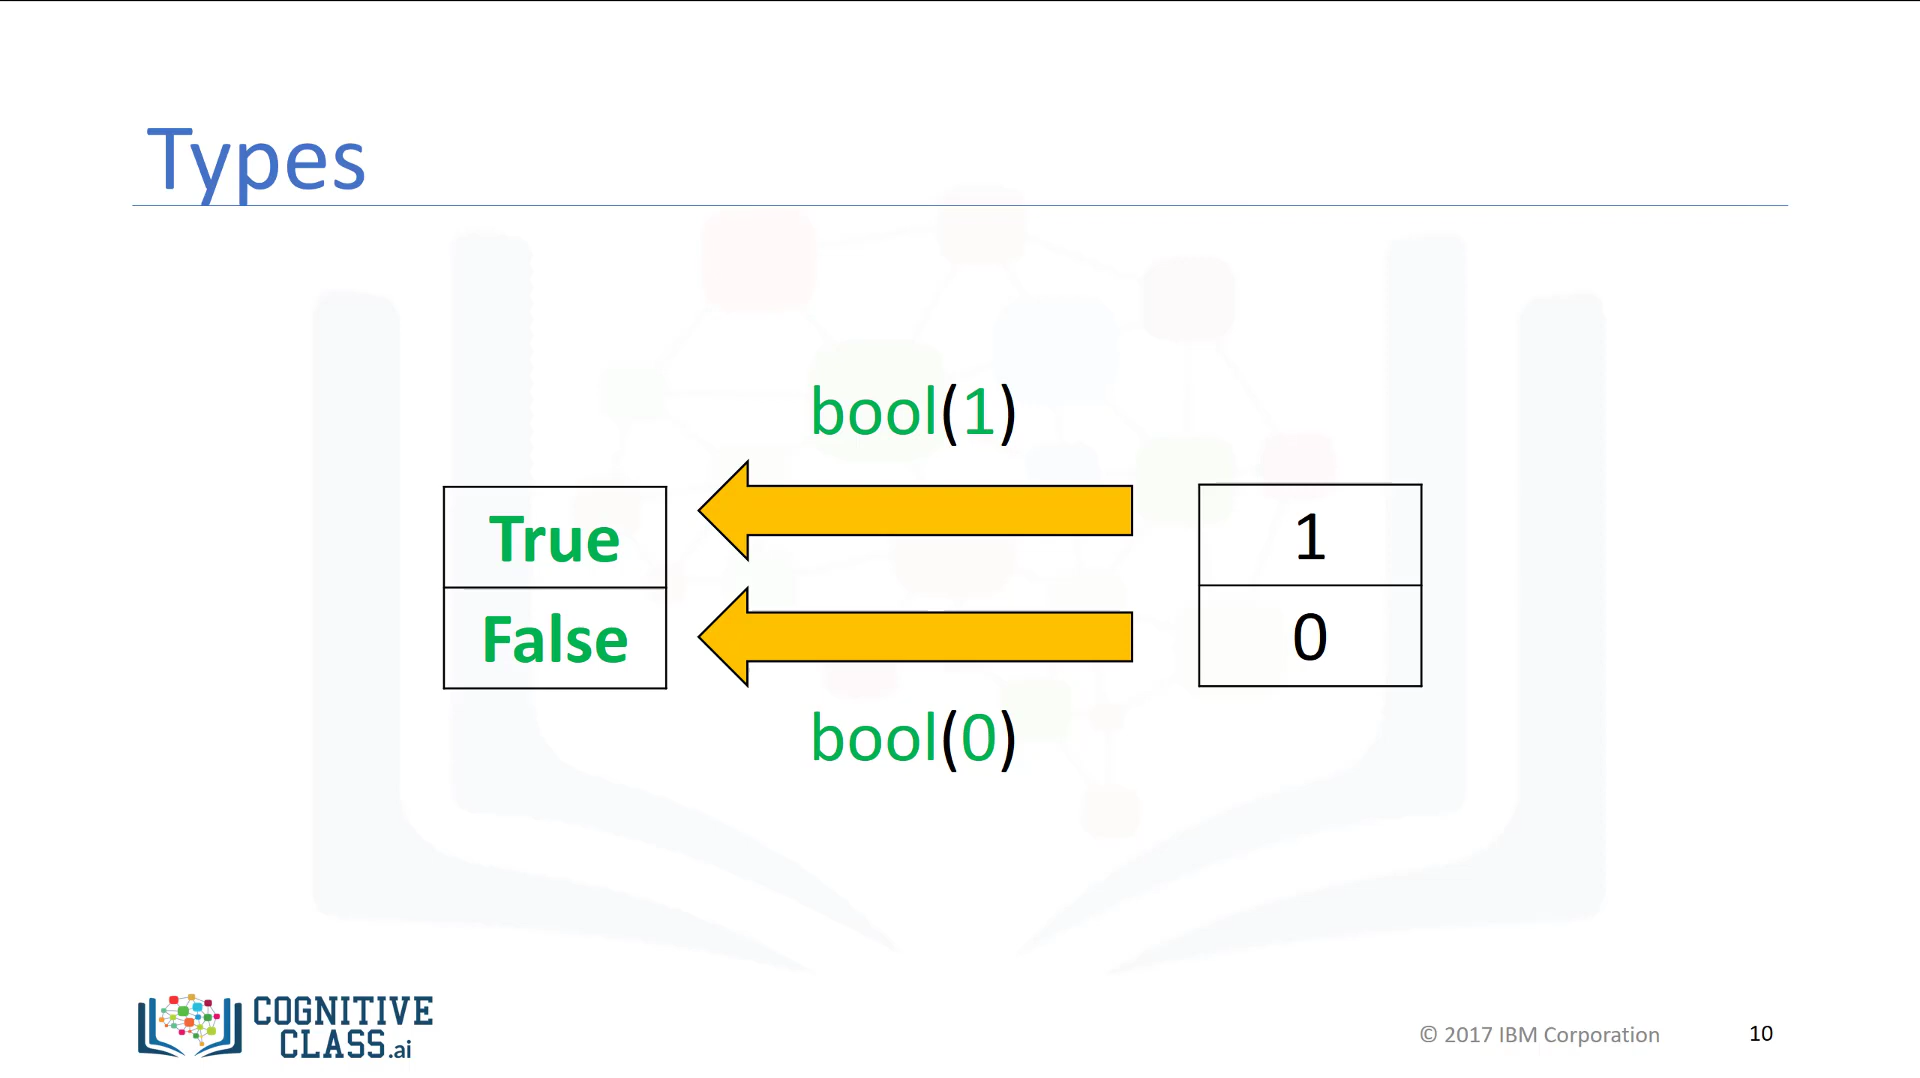 Types
bool(1)
True
1
False
0
bool(0)
COGNITIVE
CLASS.ai
© 2017 IBM Corporation
10